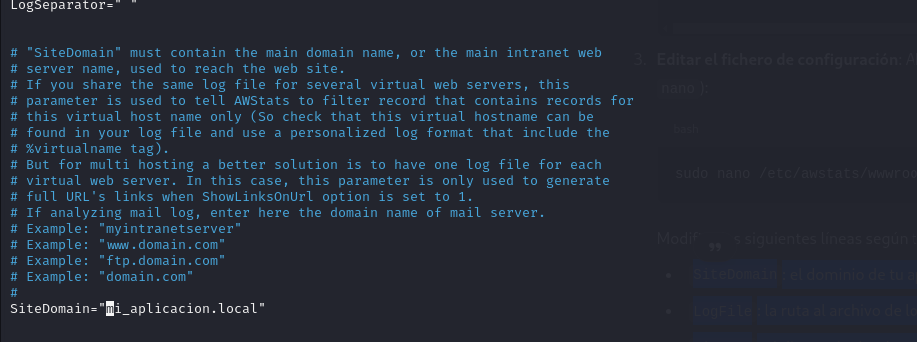 LogSeparator=" "
# "SiteDomain" must contain the main domain name, or the main intranet web
# server name, used to reach the web site.
# If you share the same log file for several virtual web servers, this
# parameter is used to tell AWStats to filter record that contains records for
# this virtual host name only (So check that this virtual hostname can be
# found in your log file and use a personalized log format that include the
# %virtualname tag).
# But for multi hosting a better solution is to have one log file for each
# virtual web server. In this case, this parameter is only used to generate
# full URL's links when ShowLinksOnUrl option is set to 1.
# If analyzing mail log, enter here the domain name of mail server.
# Example: "myintranetserver"
# Example: "www.domain.com"
# Example: "ftp.domain.com"
# Example: "domain.com"
#
SiteDomain="mi_aplicacion.local"
3. Editar el fichero de configuración:
nano ):
bash
sudo nano /etc/awstats/wwwroo
s siguientes líneas según
SiteDomain : el dominio de tu
LogFile : la ruta al archivo de